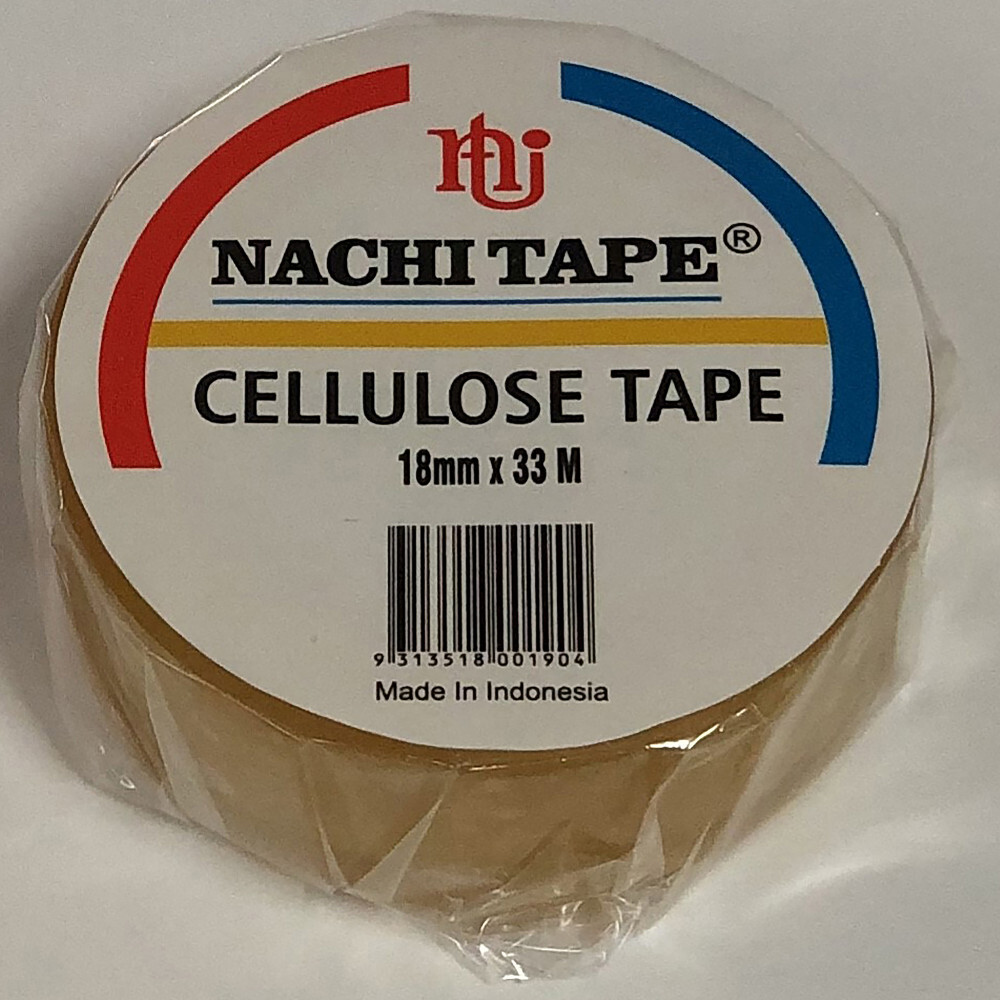 NACHI TAPE®
CELLULOSE TAPE
18mm x 33 M
9 313518 001904
Made In Indonesia